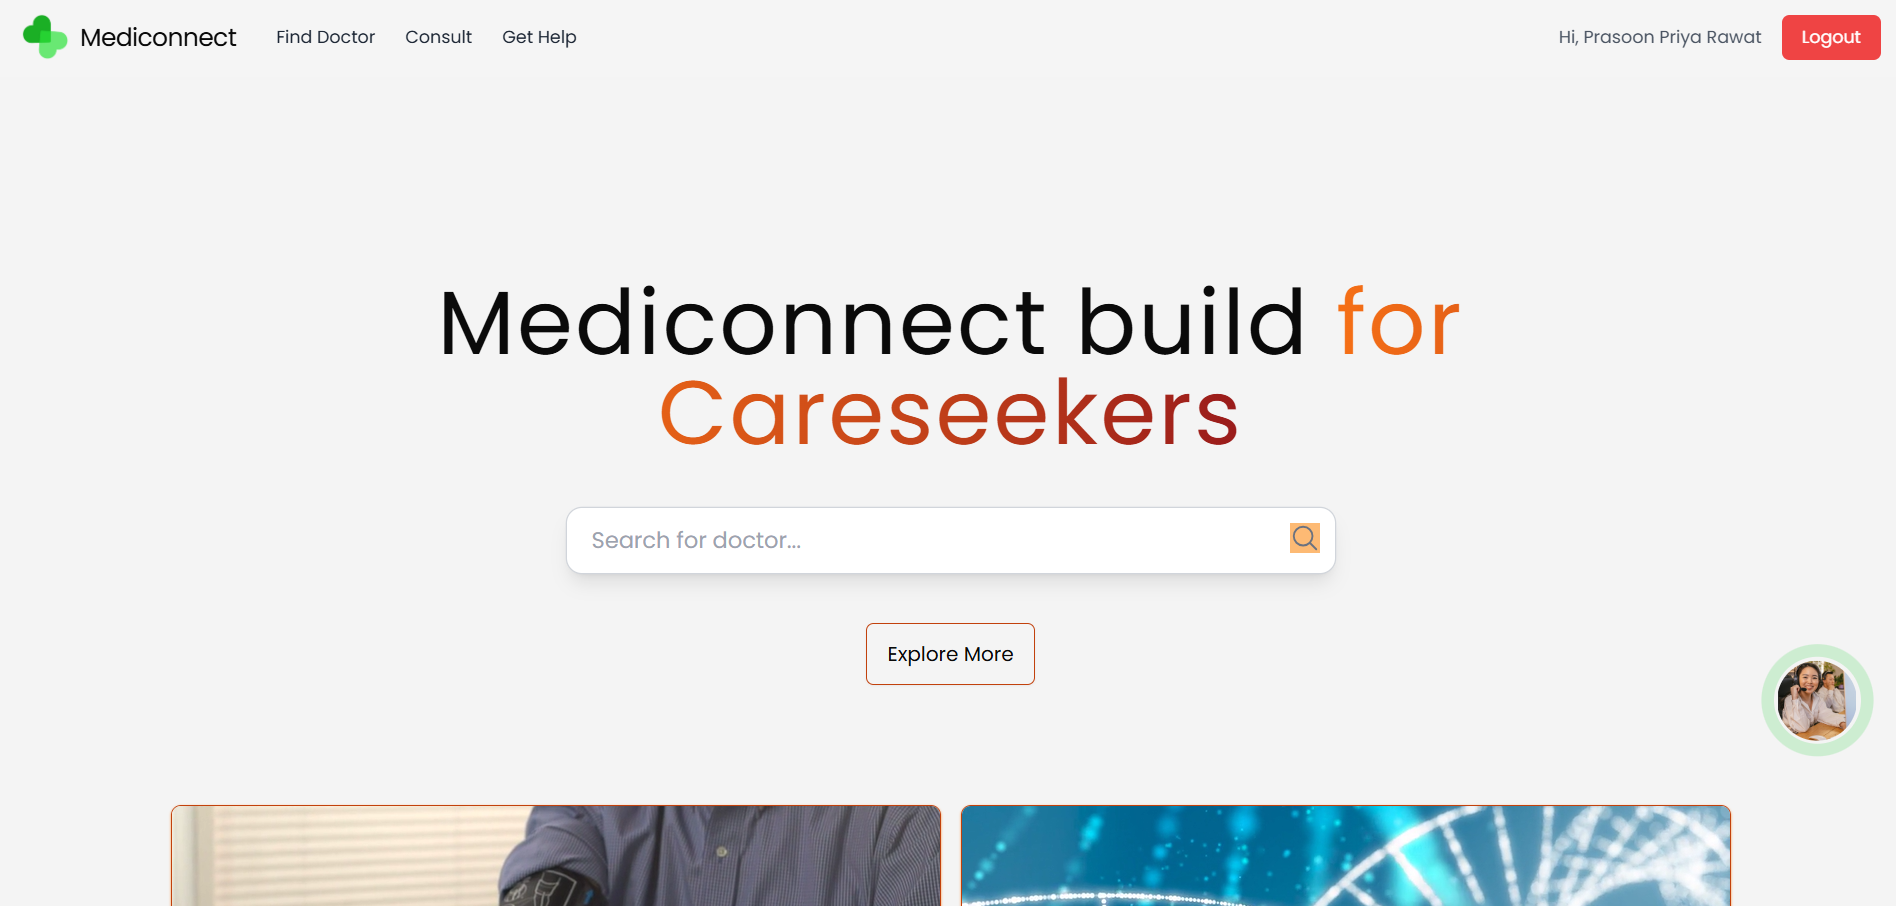 Mediconnect
Find Doctor
Consult
Get Help
Hi, Prasoon Priya Rawat
Logout
Mediconnect build for
Careseekers
Search for doctor...
Explore More